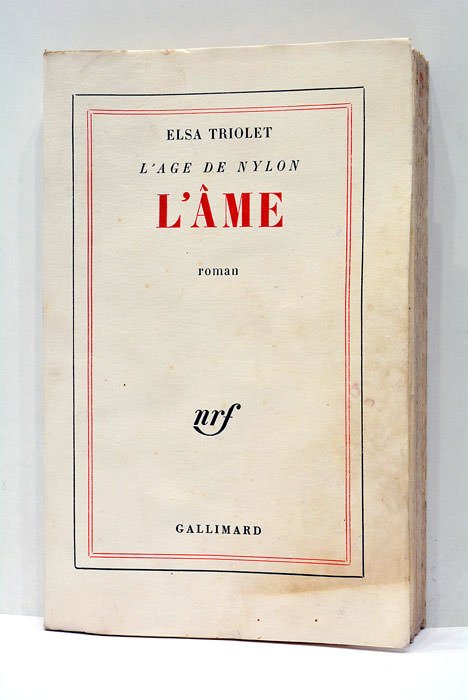 ELSA TRIOLET
L'AGE DE NYLON
L'ÂME
roman
nrf
GALLIMARD